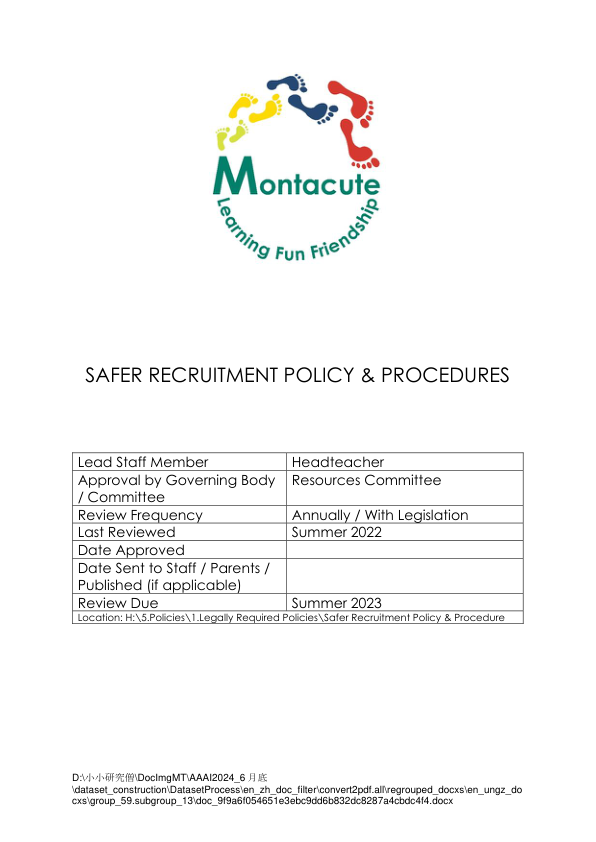 Montacute
Learning Fun Friendship
SAFER RECRUITMENT POLICY & PROCEDURES
Lead Staff Member Headteacher
Approval by Governing Body Resources Committee
/ Committee
Review Frequency Annually / With Legislation
Last Reviewed Summer 2022
Date Approved
Date Sent to Staff / Parents /
Published (if applicable)
Review Due Summer 2023
Location: H:\5.Policies\1.Legally Required Policies\Safer Recruitment Policy & Procedure
D:\小小研究僧\DocImgMT\AAAI2024_6 月底
\dataset_construction\DatasetProcess\en_zh_doc_filter\convert2pdf.all\regrouped_docxs\en_ungz_do
cxs\group_59.subgroup_13\doc_9f9a6f054651e3ebc9dd6b832dc8287a4cbdc4f4.docx